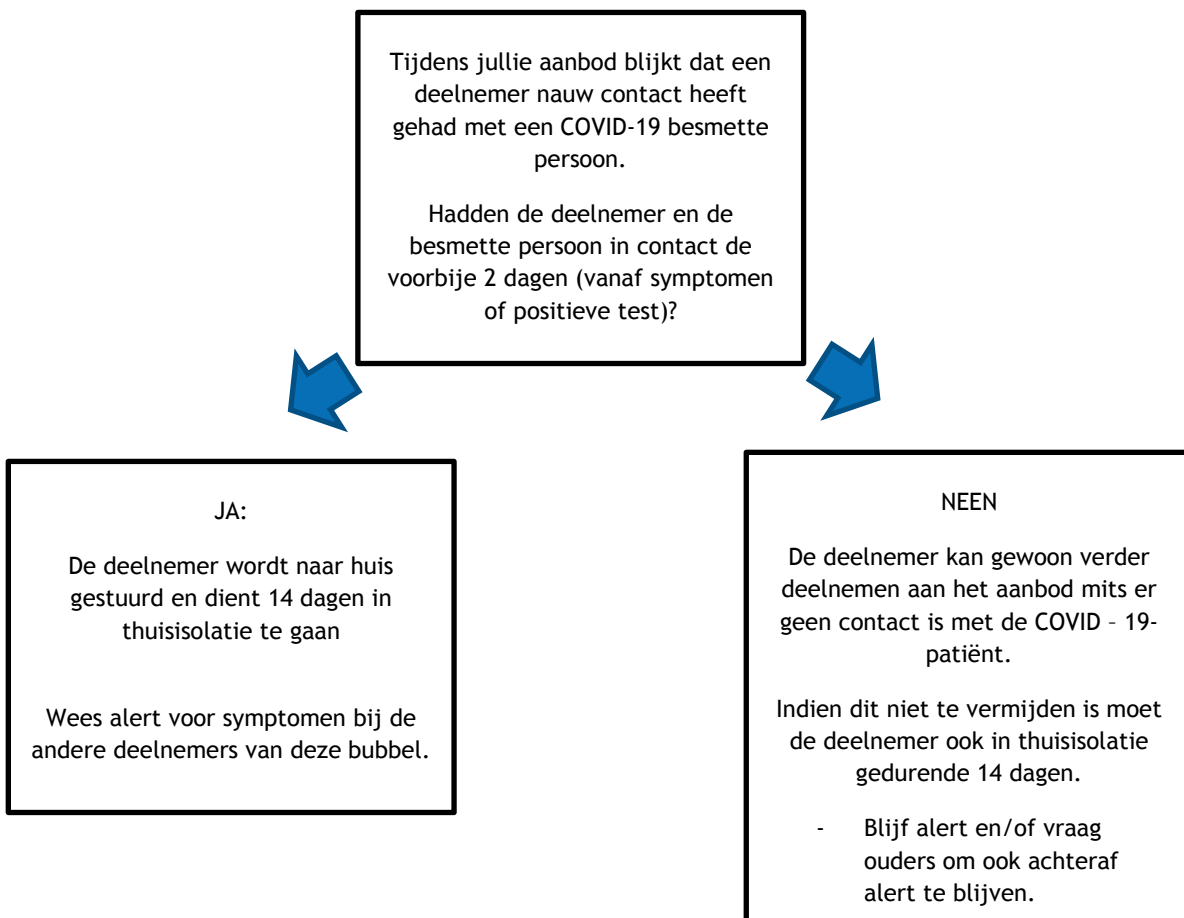 Tijdens jullie aanbod blijkt dat een
deelnemer nauw contact heeft
gehad met een COVID-19 besmette
persoon.
Hadden de deelnemer en de
besmette persoon in contact de
voorbije 2 dagen (vanaf symptomen
of positieve test)?
JA:
De deelnemer wordt naar huis
gestuurd en dient 14 dagen in
thuisisolatie te gaan
Wees alert voor symptomen bij de
andere deelnemers van deze bubbel.
NEEN
De deelnemer kan gewoon verder
deelnemen aan het aanbod mits er
geen contact is met de COVID – 19-
patiënt.
Indien dit niet te vermijden is moet
de deelnemer ook in thuisisolatie
gedurende 14 dagen.
- Blijf alert en/of vraag
ouders om ook achteraf
alert te blijven.